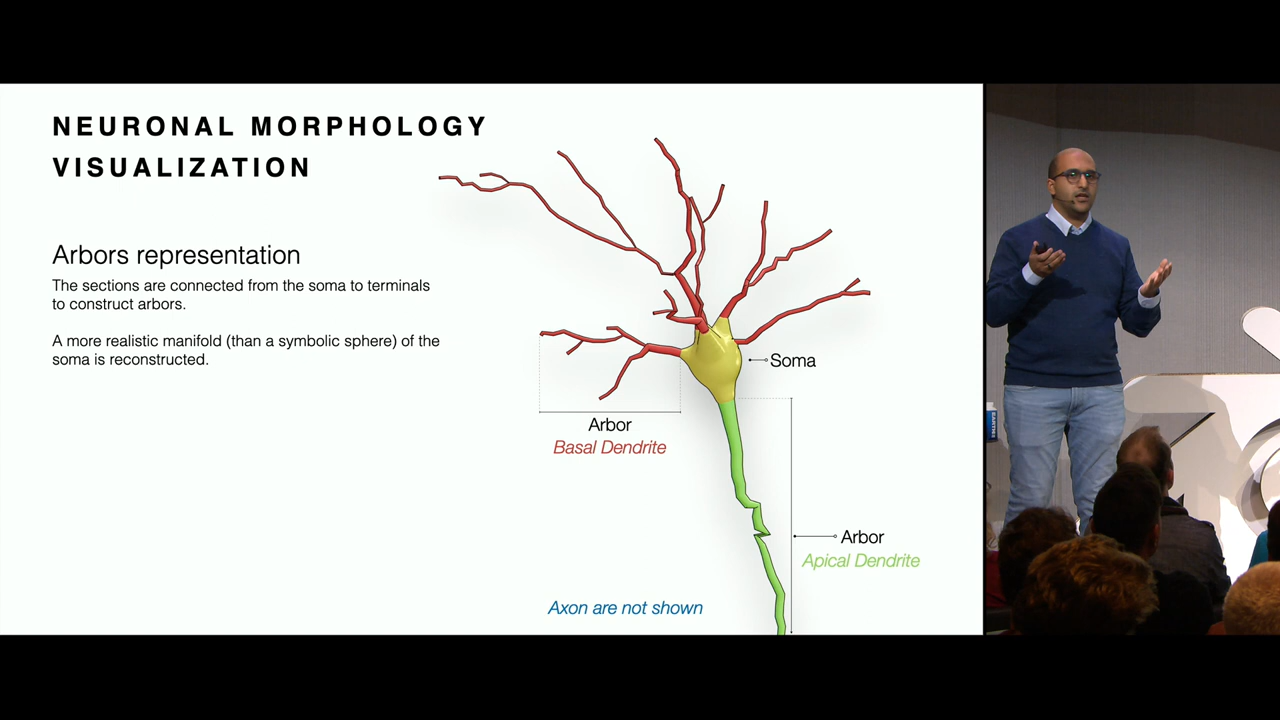 NEURONAL MORPHOLOGY
VISUALIZATION
Arbors representation
The sections are connected from the soma to terminals
to construct arbors.
A more realistic manifold (than a symbolic sphere) of the
soma is reconstructed.
Soma
Arbor
Basal Dendrite
Arbor
Apical Dendrite
Axon are not shown